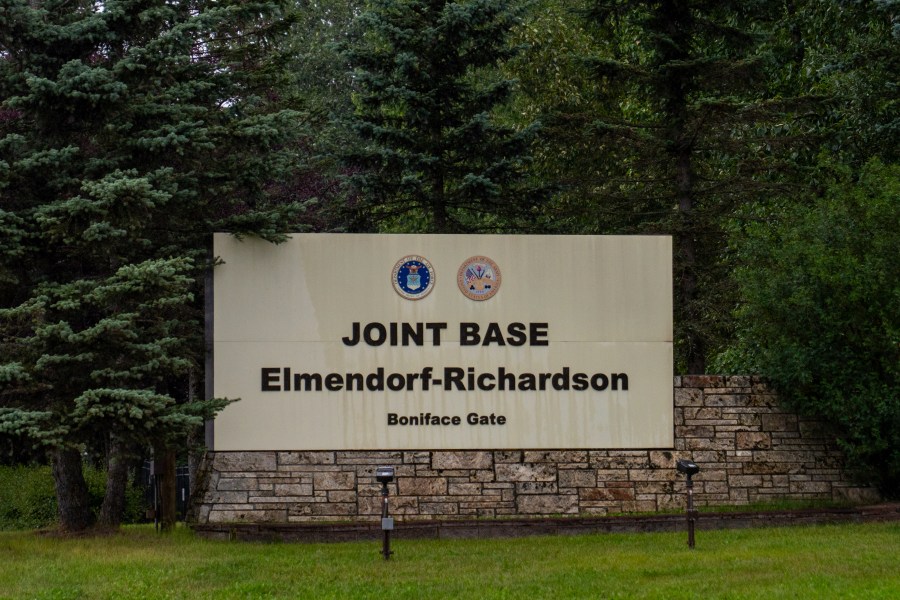 JOINT BASE
Elmendorf-Richardson
Boniface Gate